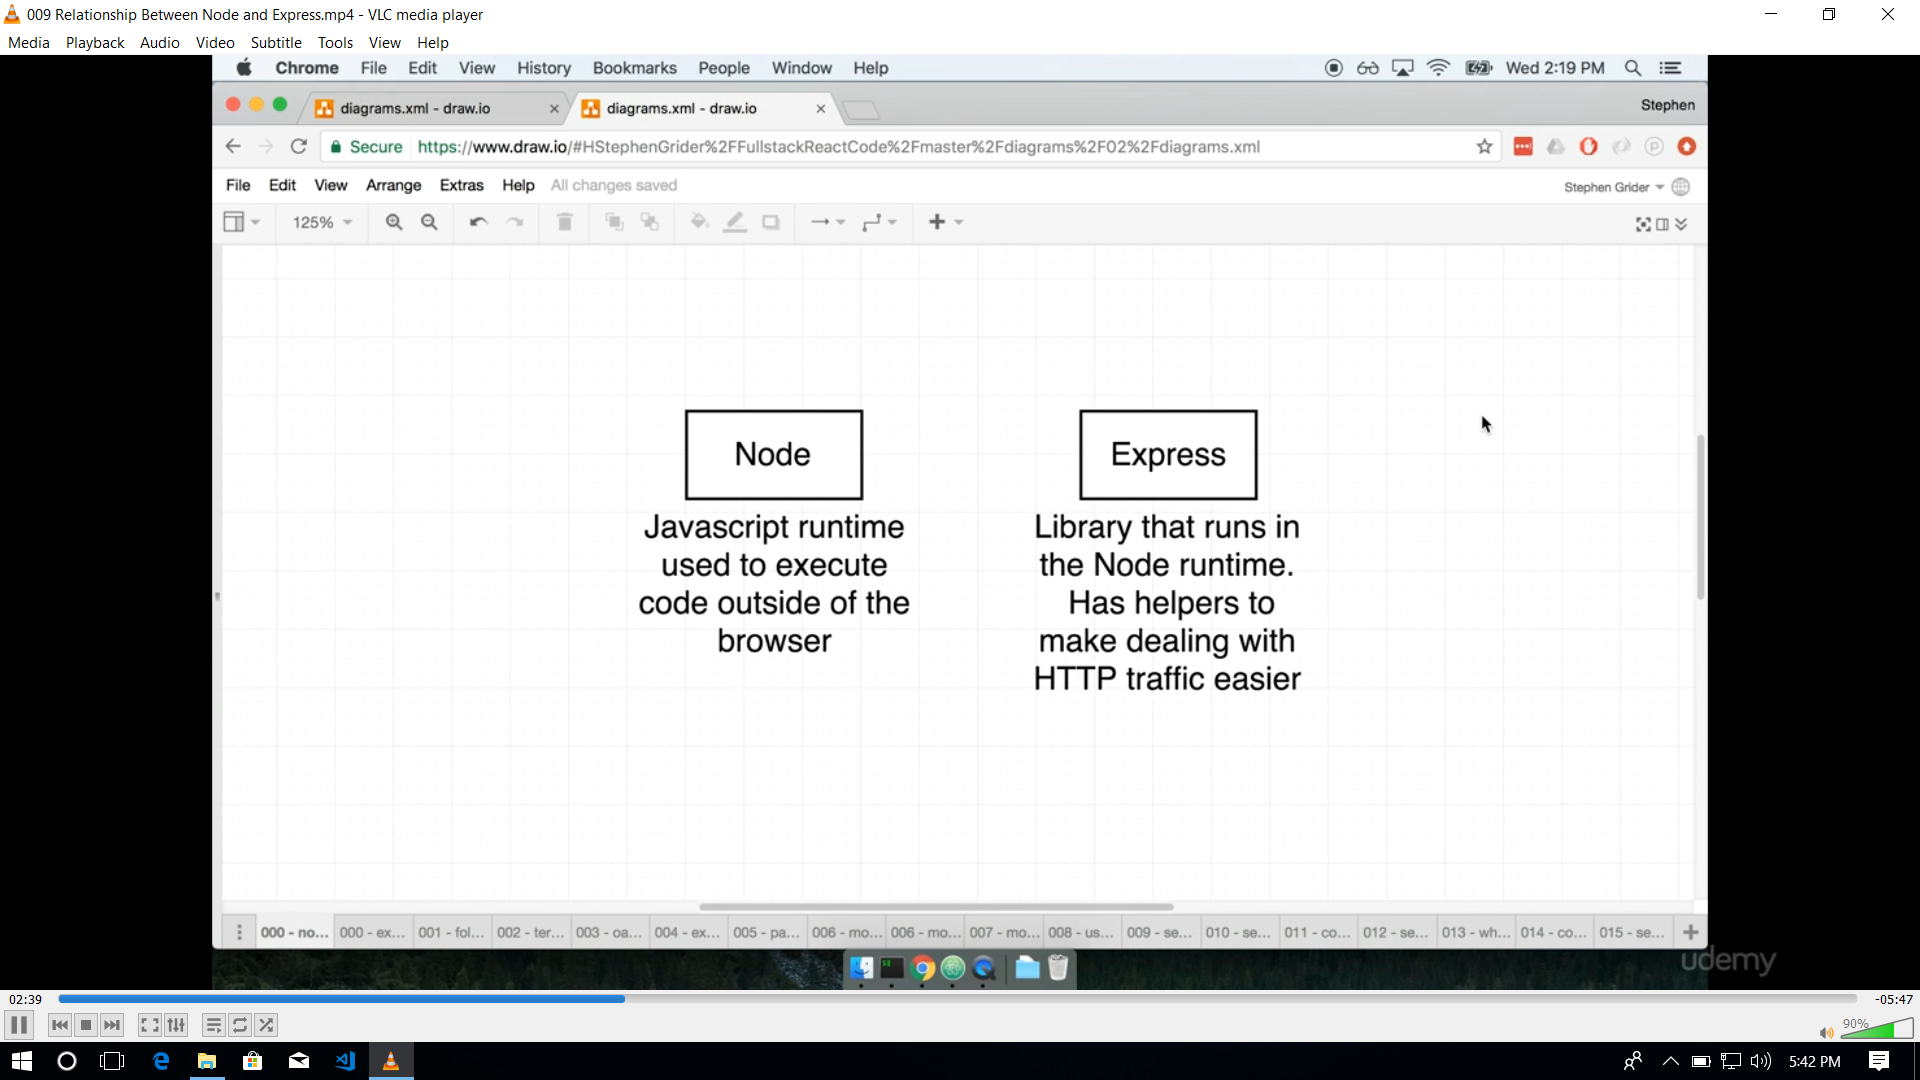 009 Relationship Between Node and Express.mp4 - VLC media player
Media Playback Audio Video Subtitle Tools View Help
Chrome File Edit View History Bookmarks People Window Help Wed 2:19 PM
diagrams.xml - draw.io diagrams.xml - draw.io Stephen
Secure https://www.draw.io/#HStephenGrider%2FFullstackReactCode%2Fmaster%2Fdiagrams%2F02%2Fdiagrams.xml
File Edit View Arrange Extras Help All changes saved Stephen Grider
125%
Node Express
Javascript runtime
used to execute
code outside of the
browser
Library that runs in
the Node runtime.
Has helpers to
make dealing with
HTTP traffic easier
000 - no... 000 - ex... 001 - fol... 002 - ter... 003 - oa... 004 - ex... 005 - pa... 006 - mo... 006 - mo... 007 - mo... 008 - us... 009 - se... 010 - se... 011 - co... 012 - se... 013 - wh... 014 - co... 015 - se...
udemy
02:39 -05:47
90%
5:42 PM